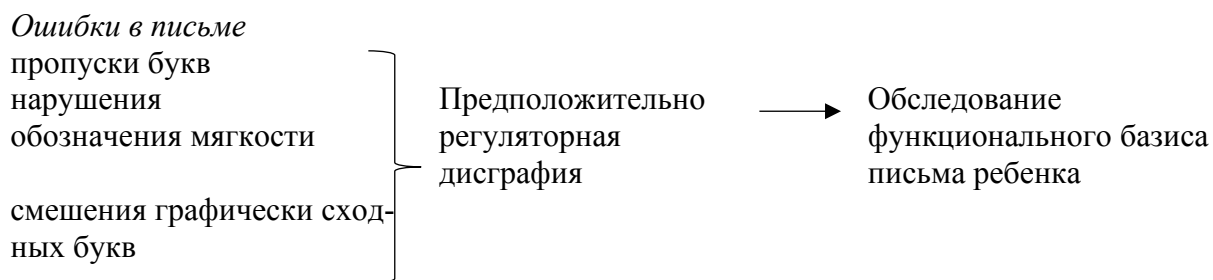 Ошибки в письме
пропуски букв
нарушения
обозначения мягкости
смешения графически сход-
ных букв
Предположительно
регуляторная
дисграфия
Обследование
функционального базиса
письма ребенка